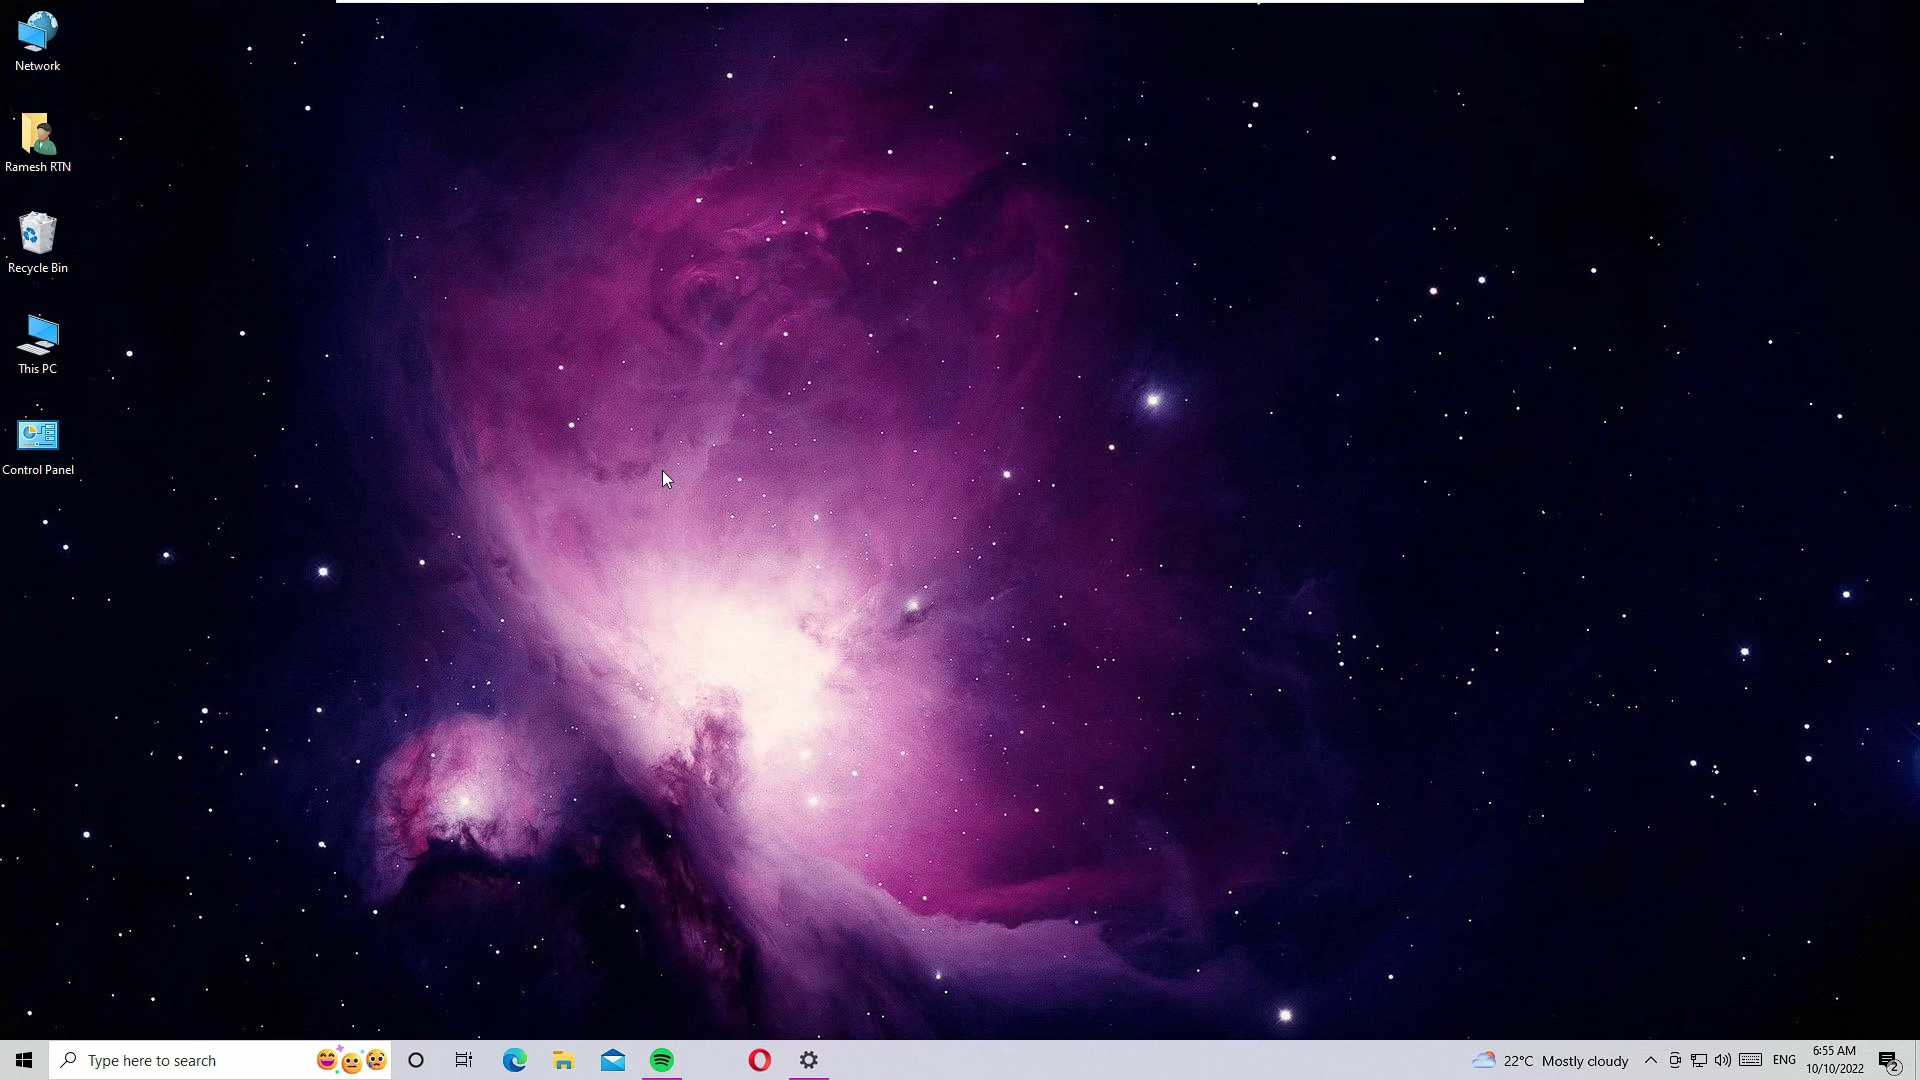 Network
Ramesh RTN
Recycle Bin
This PC
Control Panel
Type here to search
22°C Mostly cloudy
ENG
6:55 AM
10/10/2022
2